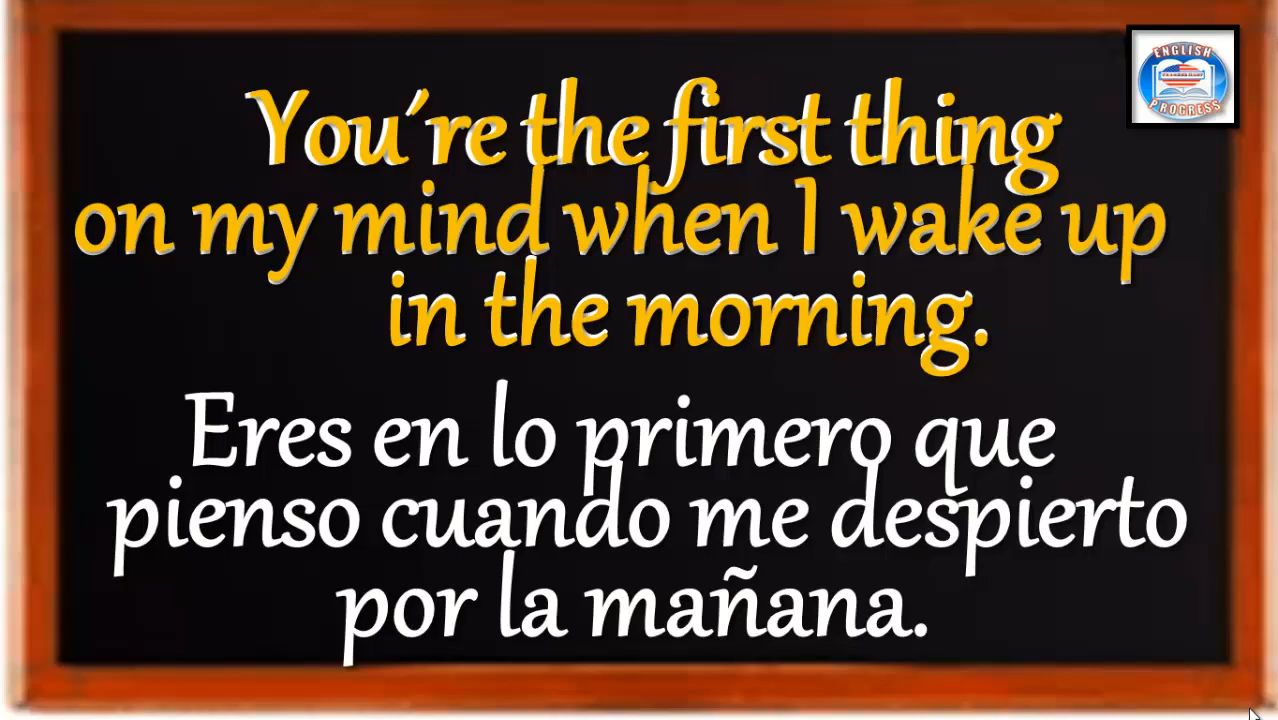 ENGLISH
PROGRESS
You´re the first thing
on my mind when I wake up
in the morning.
Eres en lo primero que
pienso cuando me despierto
por la mañana.